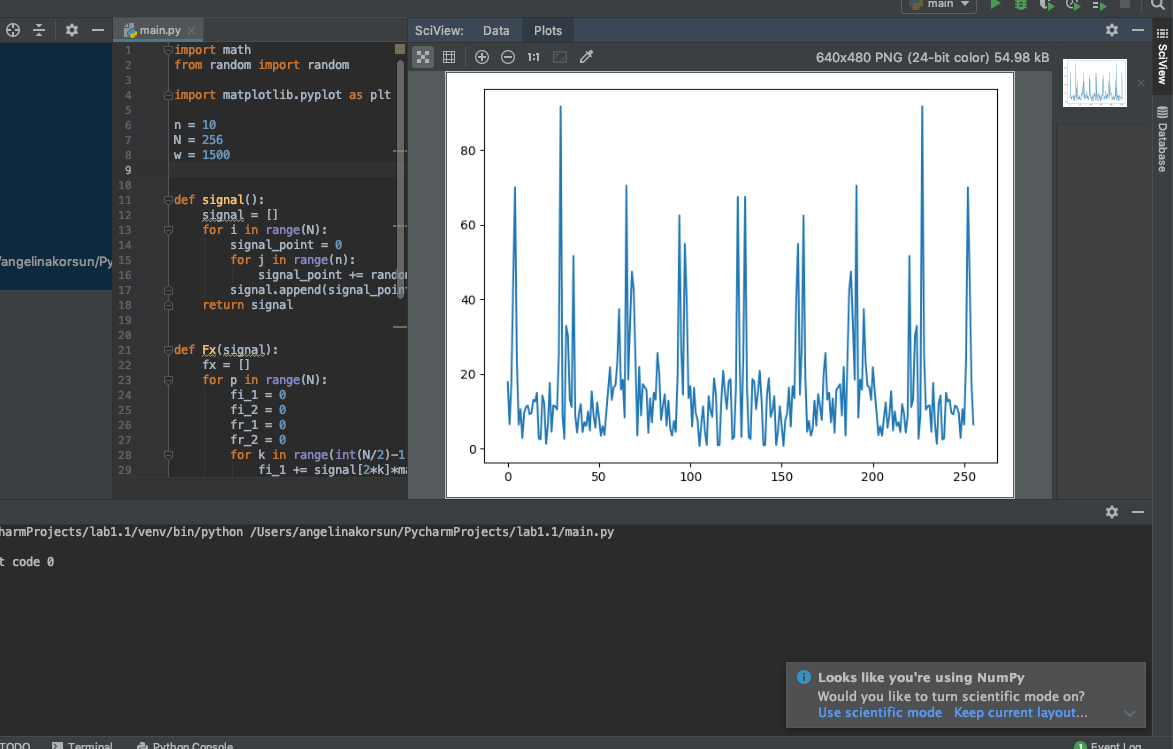 main
main.py
SciView:
Data
Plots
1:1
640x480 PNG (24-bit color) 54.98 kB
SciView
Database
1 import math
2 from random import random
3
4 import matplotlib.pyplot as plt
5
6 n = 10
7 N = 256
8 w = 1500
9
10
11 def signal():
12 signal = []
13 for i in range(N):
14 signal_point = 0
15 for j in range(n):
16 signal_point += rando
17 signal.append(signal_poin
18 return signal
19
20
21 def Fx(signal):
22 fx = []
23 for p in range(N):
24 fi_1 = 0
25 fi_2 = 0
26 fr_1 = 0
27 fr_2 = 0
28 for k in range(int(N/2)-1
29 fi_1 += signal[2*k]*ma
/angelinakorsun/Py
80
60
40
20
0
0 50 100 150 200 250
harmProjects/lab1.1/venv/bin/python /Users/angelinakorsun/PycharmProjects/lab1.1/main.py
t code 0
Looks like you're using NumPy
Would you like to turn scientific mode on?
Use scientific mode Keep current layout...
TODO
Terminal
Python Console
1 Event Log